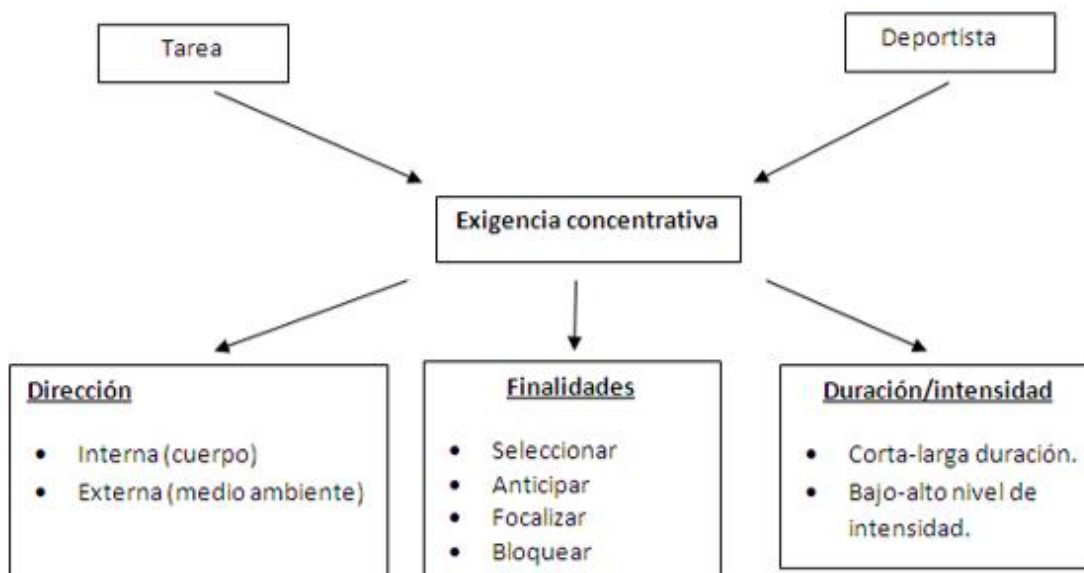 Tarea
Deportista
Exigencia concentrativa
Dirección
• Interna (cuerpo)
• Externa (medio ambiente)
Finalidades
• Seleccionar
• Anticipar
• Focalizar
• Bloquear
Duración/intensidad
• Corta-larga duración.
• Bajo-alto nivel de
intensidad.